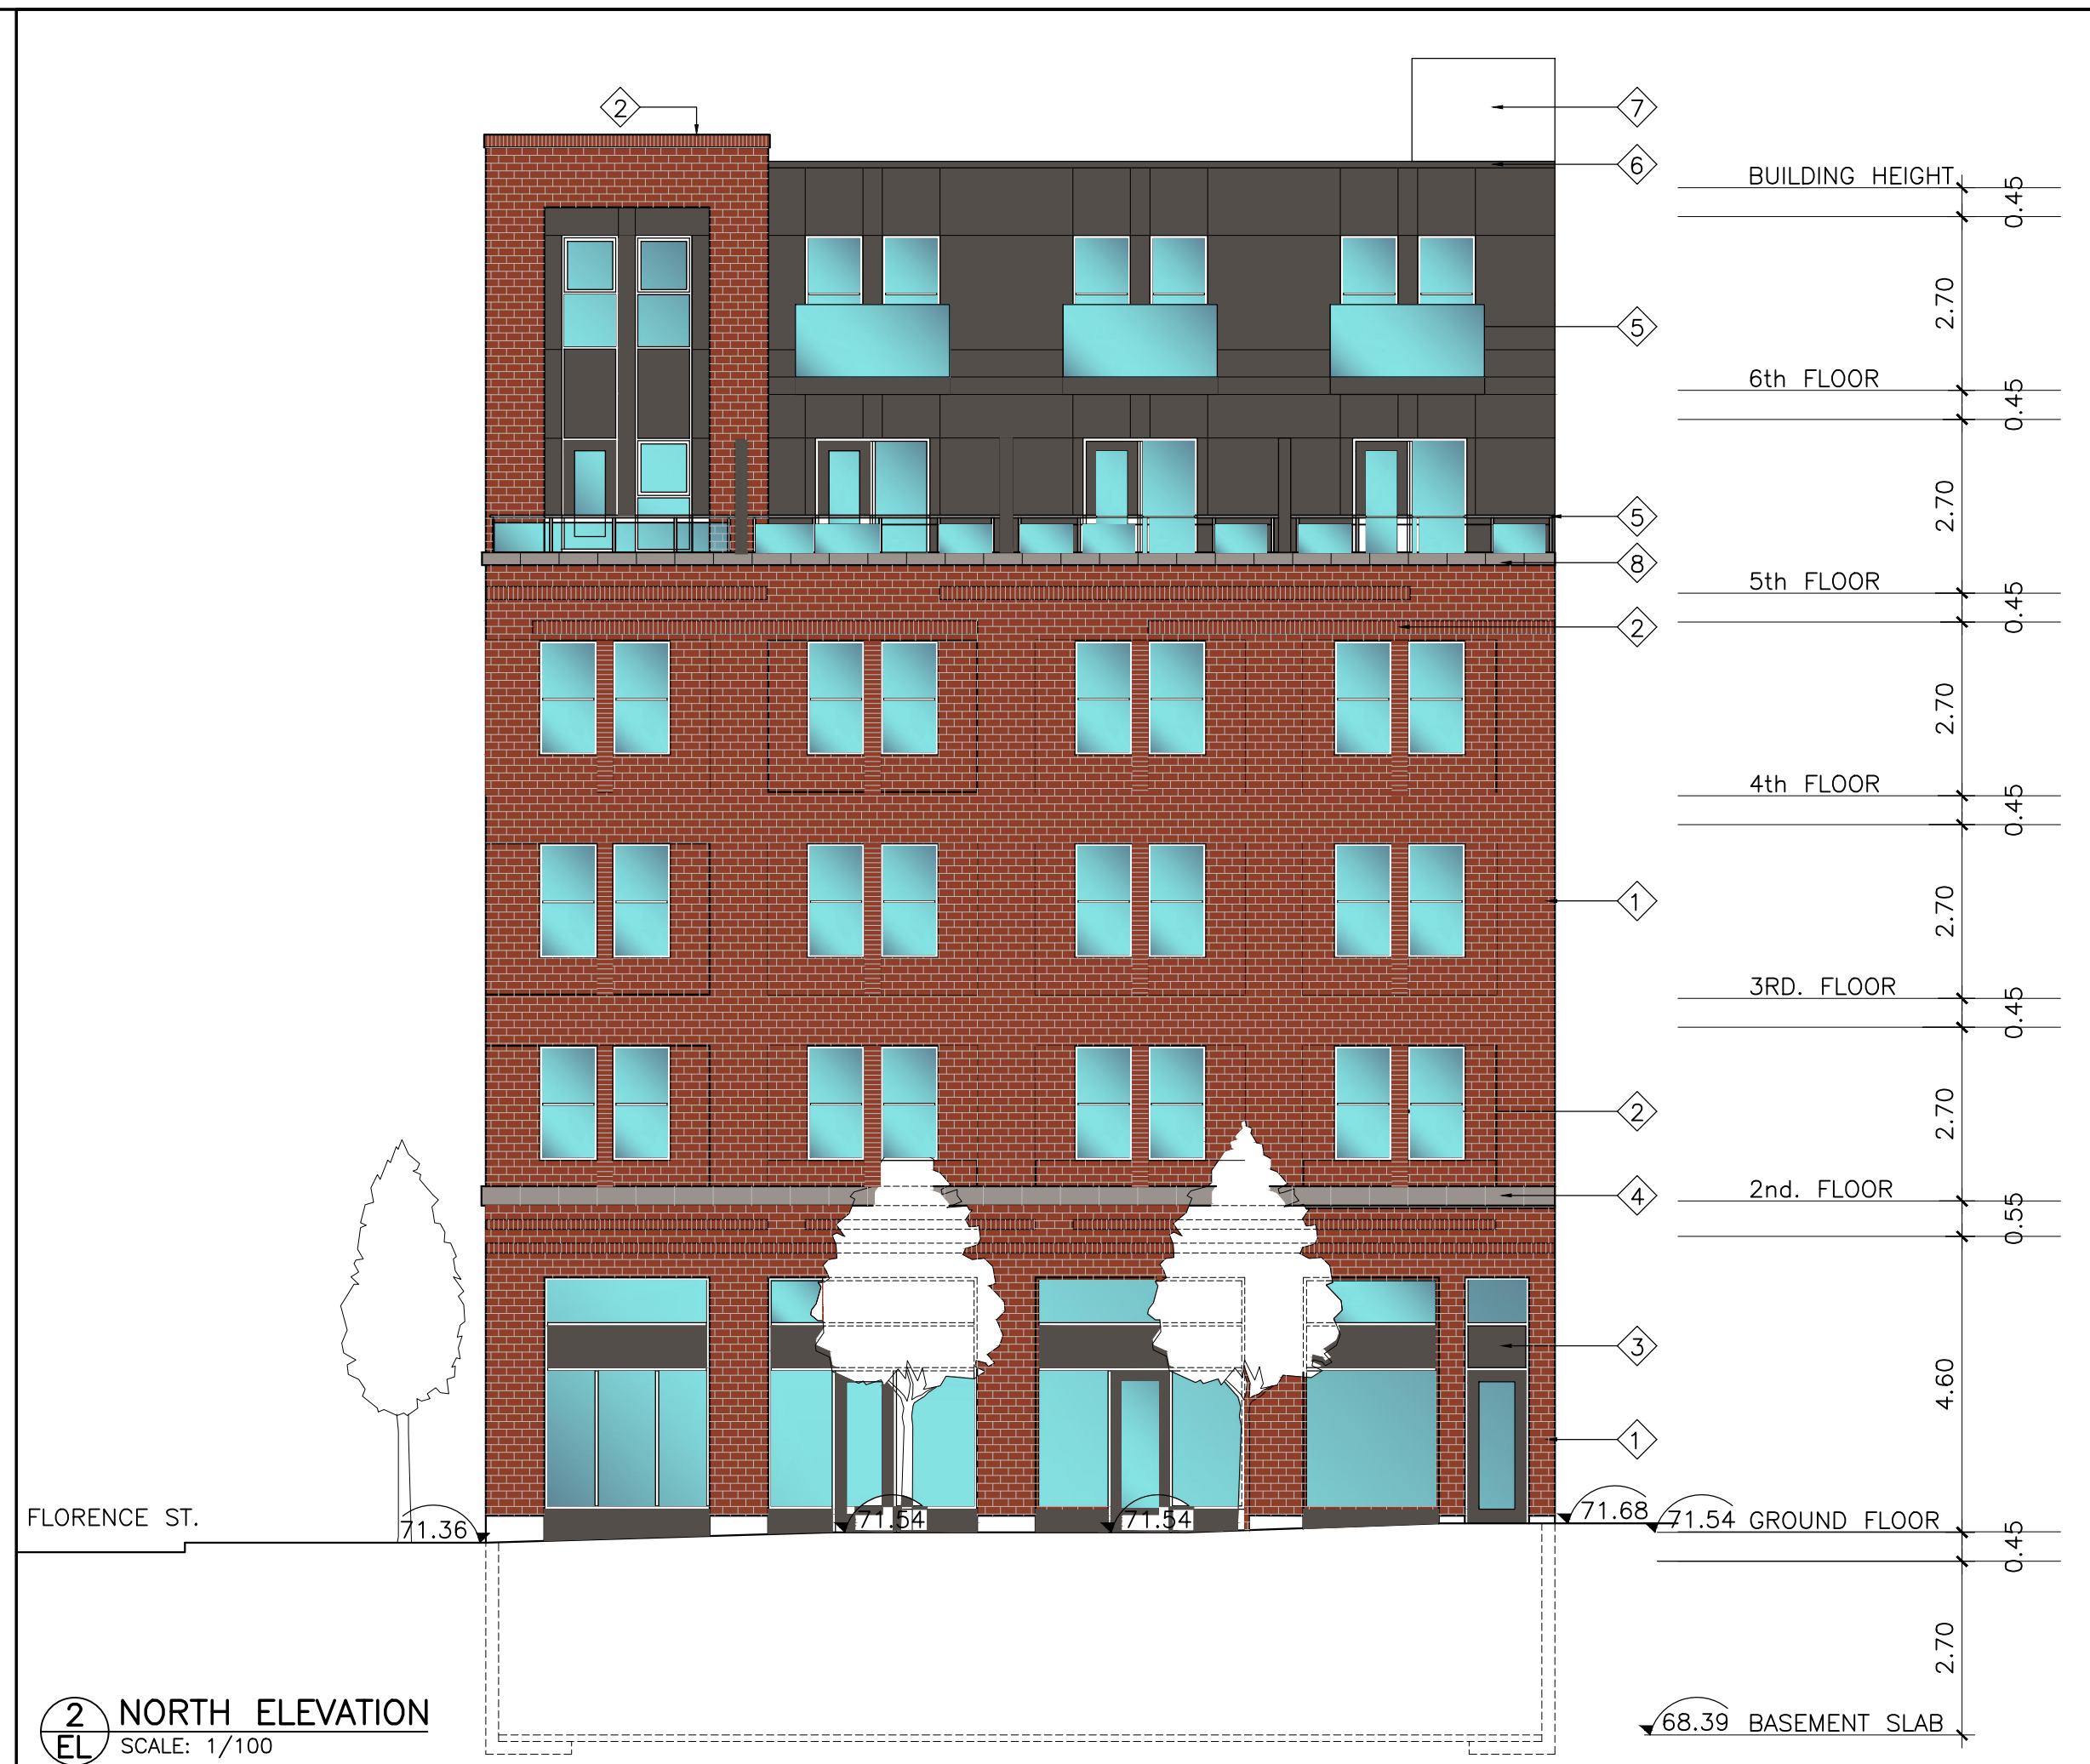 2
7
6
BUILDING HEIGHT
0.45
2.70
5
6th FLOOR
0.45
2.70
5
8
5th FLOOR
0.45
2
2.70
4th FLOOR
0.45
1
2.70
3RD. FLOOR
0.45
2
2.70
4
2nd. FLOOR
0.55
3
4.60
1
FLORENCE ST.
71.36
71.54
71.54
71.68
71.54 GROUND FLOOR
0.45
2.70
68.39 BASEMENT SLAB
2
EL
NORTH ELEVATION
SCALE: 1/100